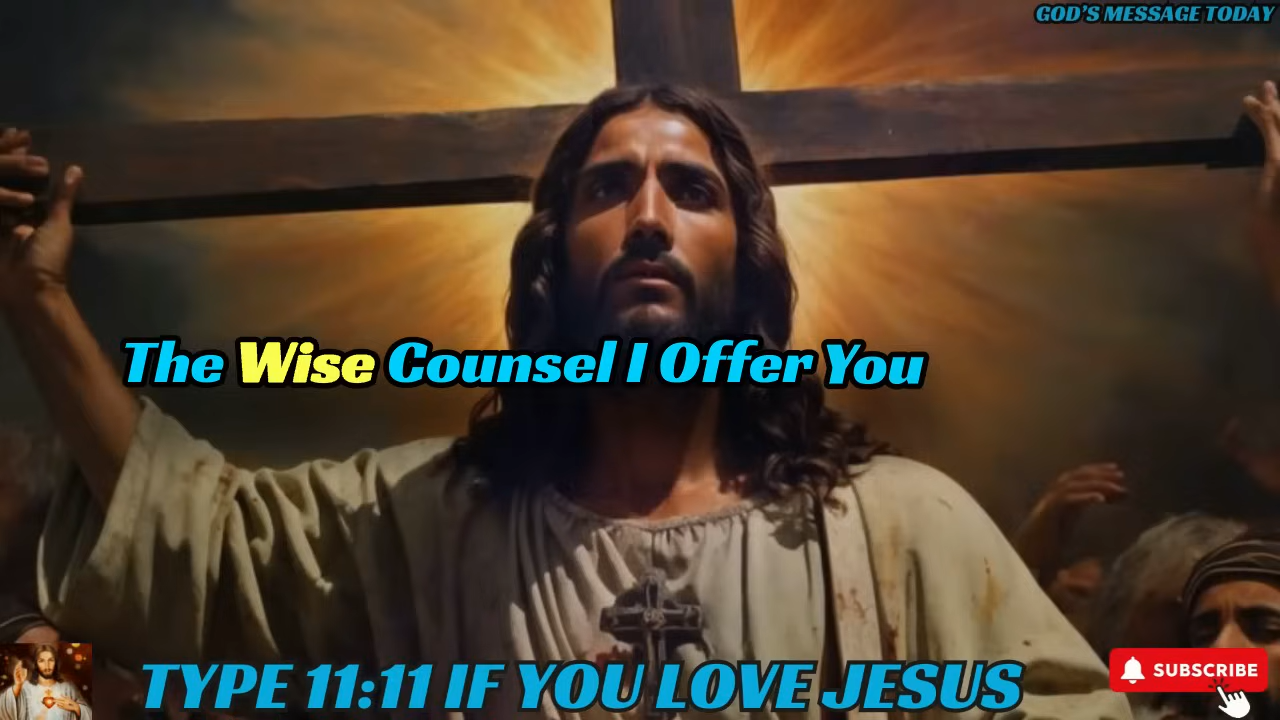 GOD'S MESSAGE TODAY
The Wise Counsel I Offer You
TYPE 11:11 IF YOU LOVE JESUS
SUBSCRIBE